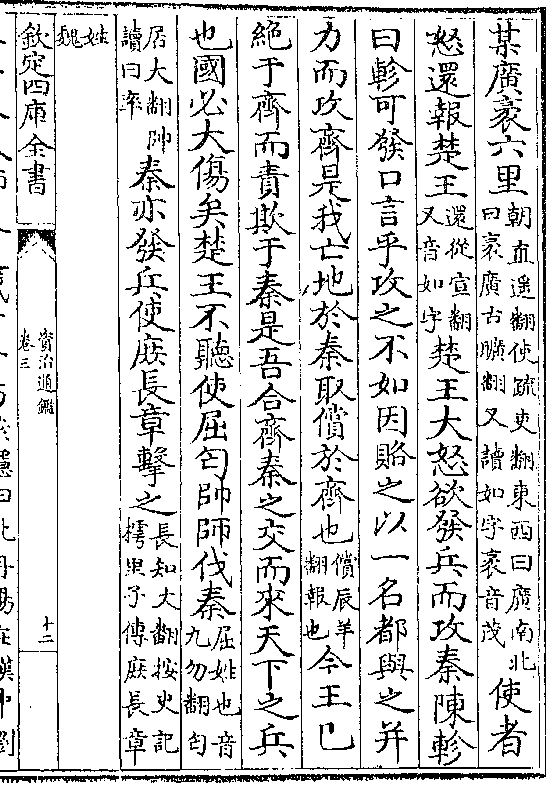 某廣袤六里朝直遥翻使疏吏翻東西曰廣南北曰袤廣古曠翻又讀如字袤音茂使者
怒還報楚王還從宣翻又音如字楚王大怒欲發兵而攻秦陳軫
曰軫可發口言乎攻之不如因賂之以一名都與之并
力而攻齊是我亡地於秦取償於齊也償辰羊翻報也今王已
絶于齊而責欺于秦是吾合齊秦之交而來天下之兵
也國必大傷矣楚王不聽使屈匄帥師伐秦屈姓也音九勿翻匄
居大翻帥讀曰率秦亦發兵使庶長章擊之長知大翻按史記樗里子傳庶長章
姓魏
欽定四庫全書
資治通鑑
卷三
十二